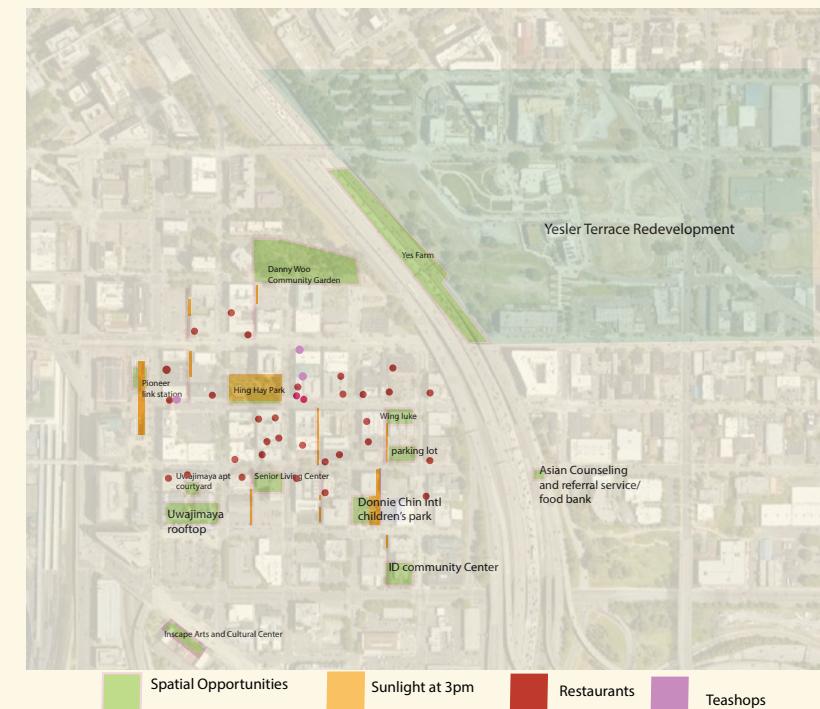 Yesler Terrace Redevelopment
Yes Farm
Danny Woo
Community Garden
Pioneer
link station
Hing Hay Park
Wing luke
parking lot
Uwajimaya apt
courtyard
Senior Living Center
Asian Counseling
and referral service/
food bank
Uwajimaya
rooftop
Donnie Chin Intl
children's park
ID community Center
Inscape Arts and Cultural Center
Spatial Opportunities
Sunlight at 3pm
Restaurants
Teashops